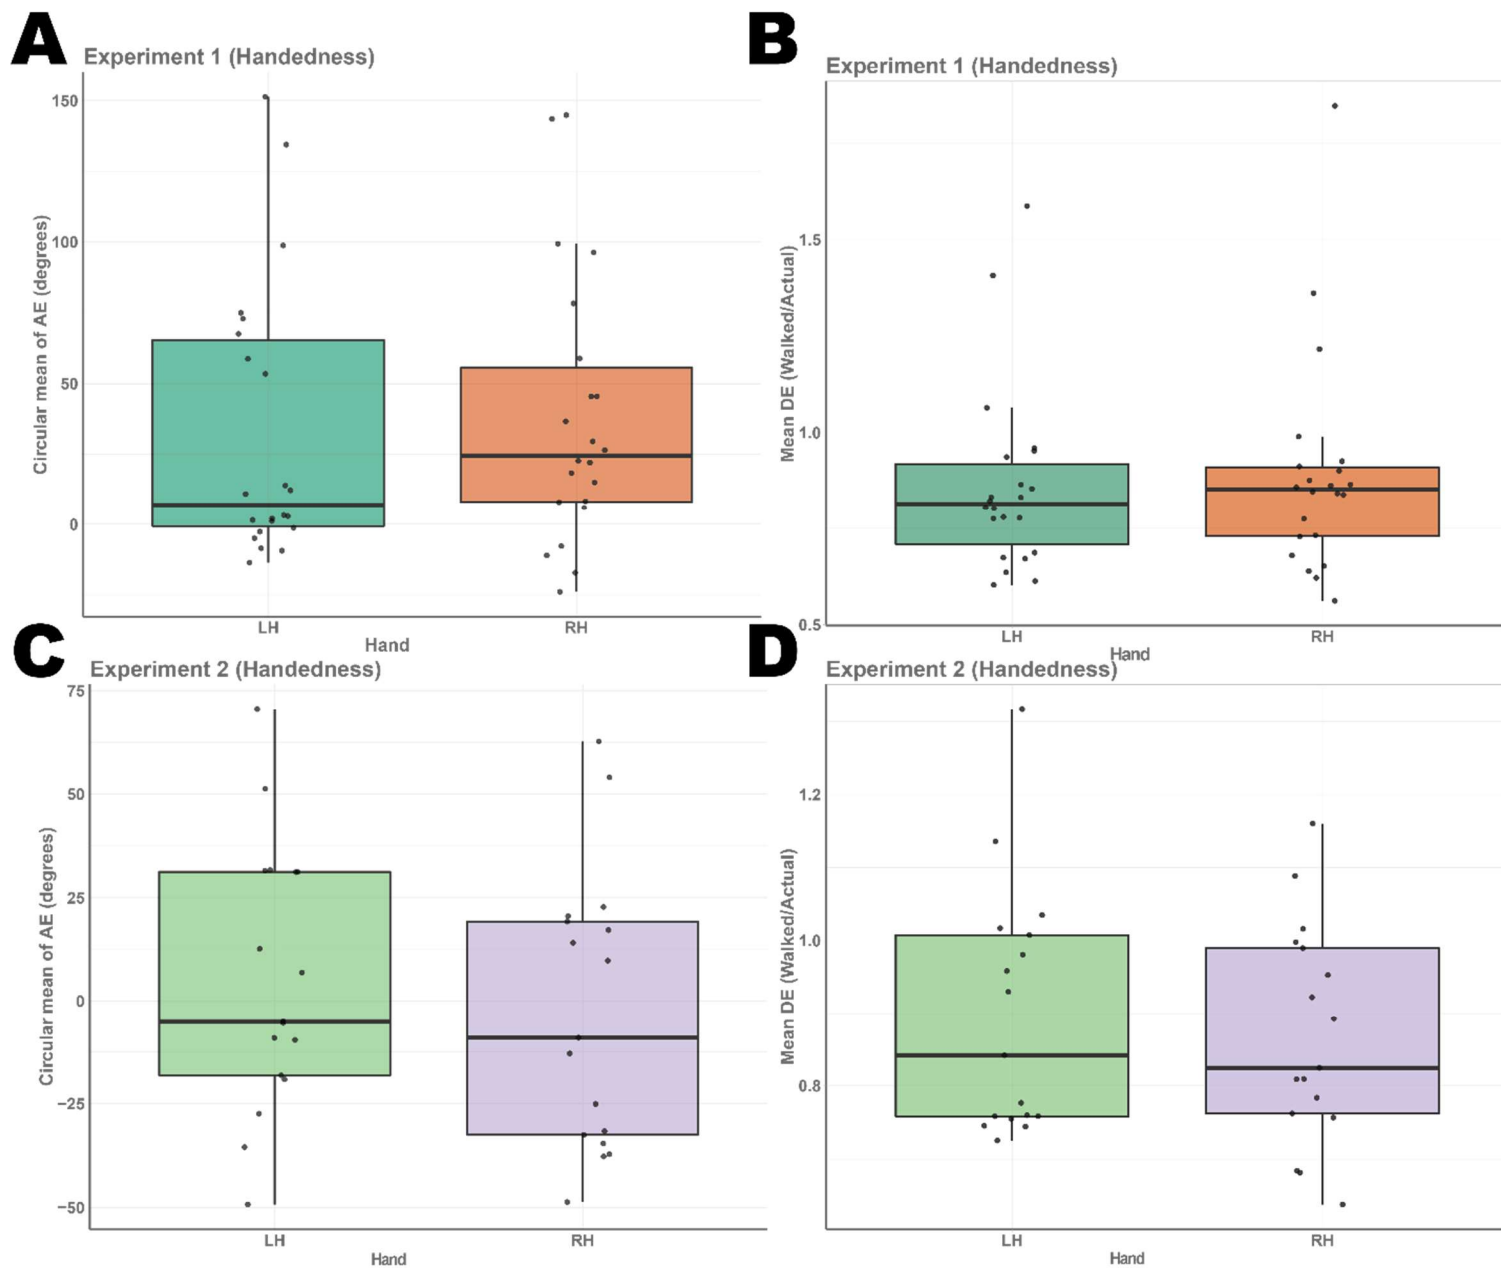 A
Experiment 1 (Handedness)
150
100
50
0
Circular mean of AE (degrees)
LH
RH
Hand
B
Experiment 1 (Handedness)
1.5
1.0
0.5
Mean DE (Walked/Actual)
LH
RH
Hand
C
Experiment 2 (Handedness)
75
50
25
0
−25
−50
Circular mean of AE (degrees)
LH
RH
Hand
D
Experiment 2 (Handedness)
1.2
1.0
0.8
Mean DE (Walked/Actual)
LH
RH
Hand